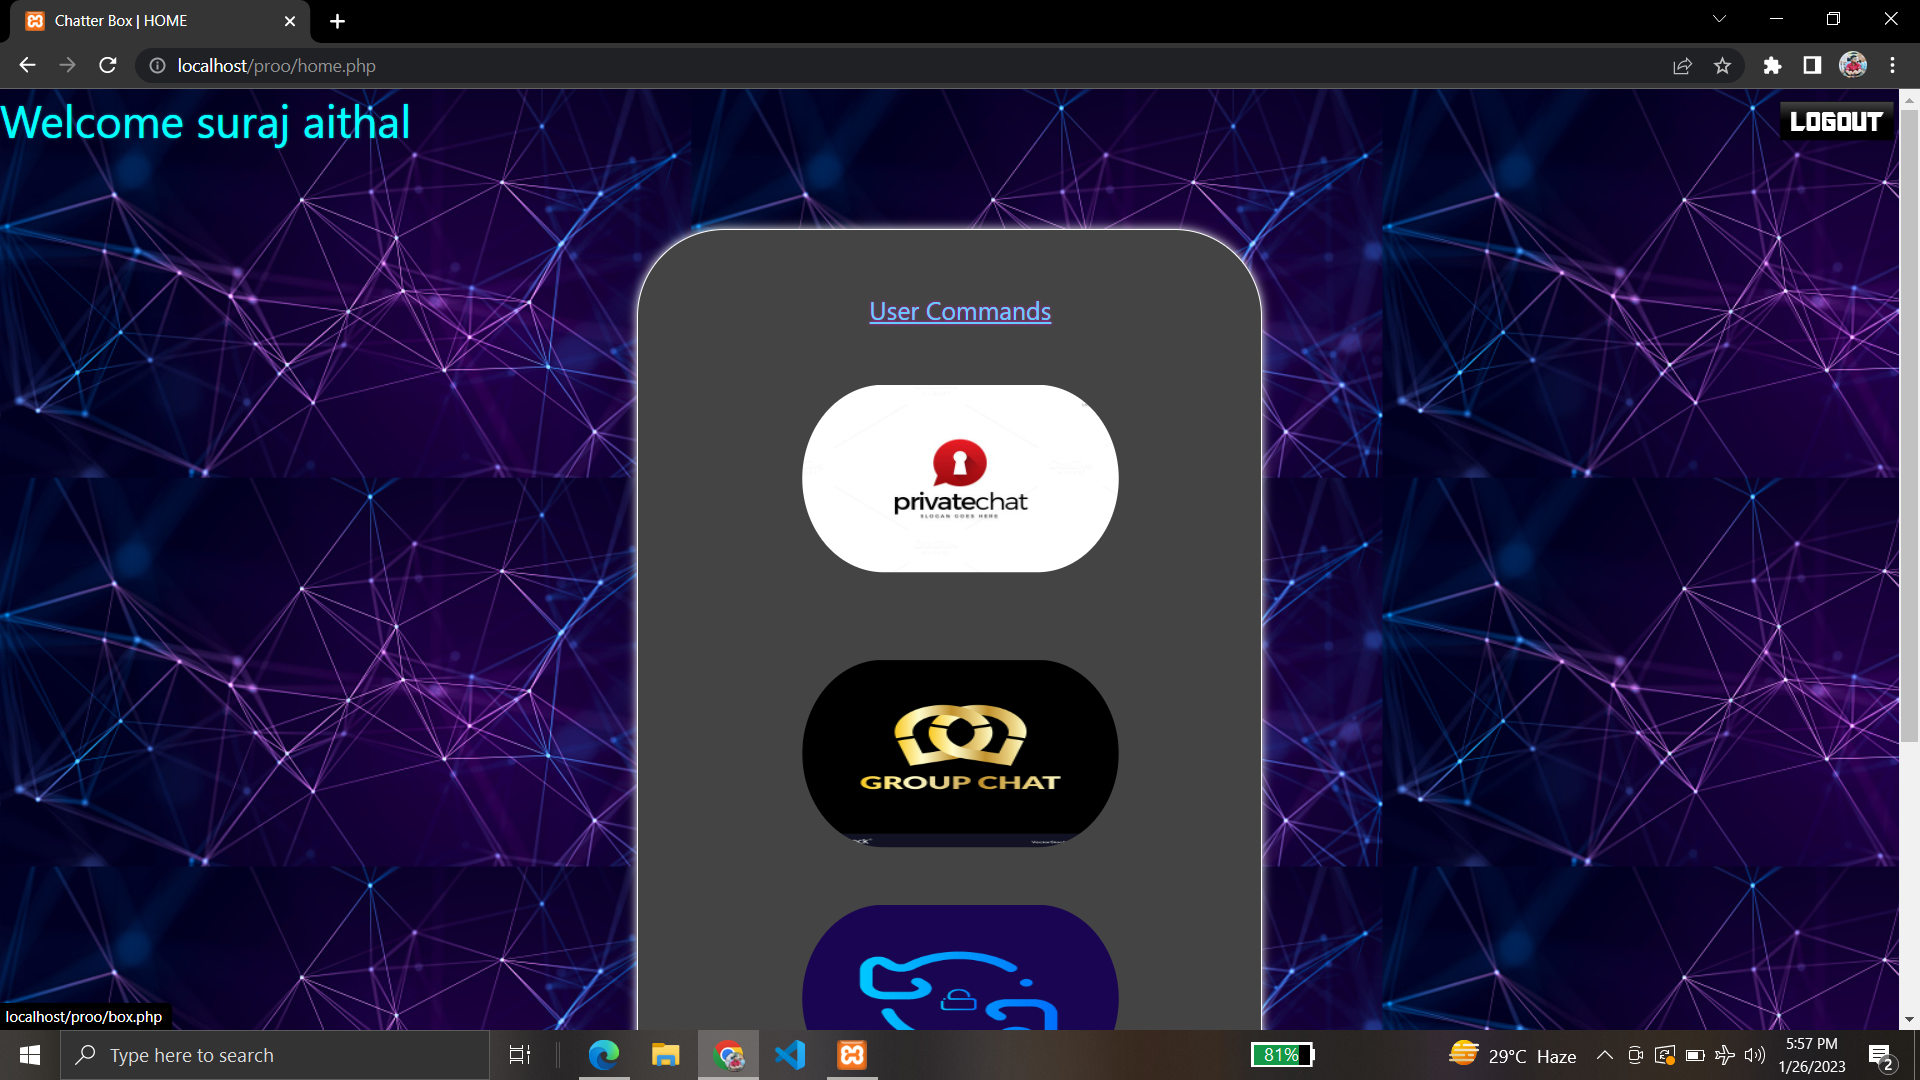 Chatter Box | HOME
localhost/proo/home.php
Welcome suraj aithal
LOGOUT
User Commands
privatechat
SLOGAN GOES HERE
GROUP CHAT
localhost/proo/box.php
Type here to search
81%
29°C Haze
5:57 PM
1/26/2023
2